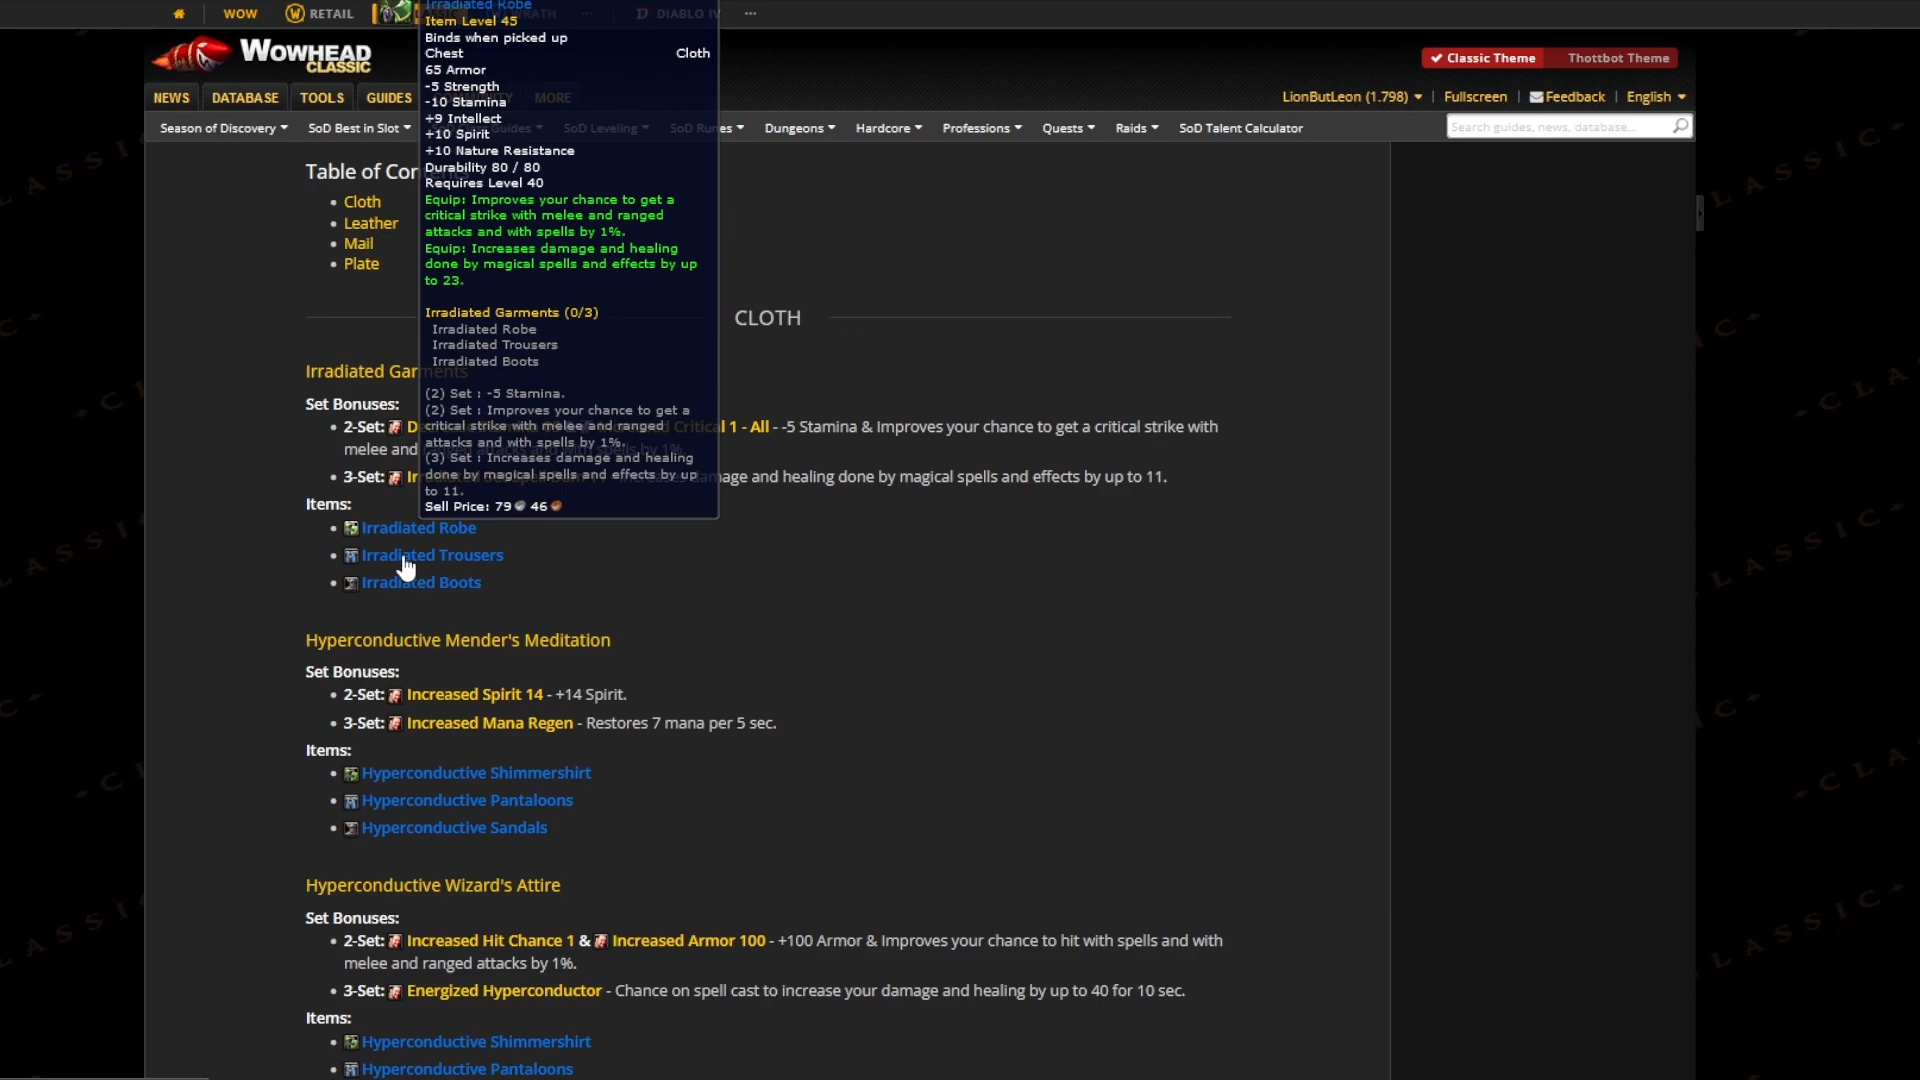 WOW
RETAIL
WRATH
...
DIABLO IV
...
WOWHEAD
CLASSIC
Classic Theme
Thottbot Theme
NEWS
DATABASE
TOOLS
GUIDES
MORE
LionButLeon (1.798)
Fullscreen
Feedback
English
Season of Discovery
SoD Best in Slot
Guides
SoD Leveling
SoD Runes
Dungeons
Hardcore
Professions
Quests
Raids
SoD Talent Calculator
Search guides, news, database...
Irradiated Robe
Item Level 45
Binds when picked up
Chest Cloth
65 Armor
-5 Strength
-10 Stamina
+9 Intellect
+10 Spirit
+10 Nature Resistance
Durability 80 / 80
Requires Level 40
Equip: Improves your chance to get a
critical strike with melee and ranged
attacks and with spells by 1%.
Equip: Increases damage and healing
done by magical spells and effects by up
to 23.
Irradiated Garments (0/3)
Irradiated Robe
Irradiated Trousers
Irradiated Boots
(2) Set : -5 Stamina.
(2) Set : Improves your chance to get a
critical strike with melee and ranged
attacks and with spells by 1%.
(3) Set : Increases damage and healing
done by magical spells and effects by up
to 11.
Sell Price: 79 46
Table of Contents
• Cloth
• Leather
• Mail
• Plate
CLOTH
Irradiated Garments
Set Bonuses:
• 2-Set: Critical 1 - All - -5 Stamina & Improves your chance to get a critical strike with
melee and ranged attacks and with spells by 1%.
• 3-Set: damage and healing done by magical spells and effects by up to 11.
Items:
• Irradiated Robe
• Irradiated Trousers
• Irradiated Boots
Hyperconductive Mender's Meditation
Set Bonuses:
• 2-Set: Increased Spirit 14 - +14 Spirit.
• 3-Set: Increased Mana Regen - Restores 7 mana per 5 sec.
Items:
• Hyperconductive Shimmershirt
• Hyperconductive Pantaloons
• Hyperconductive Sandals
Hyperconductive Wizard's Attire
Set Bonuses:
• 2-Set: Increased Hit Chance 1 & Increased Armor 100 - +100 Armor & Improves your chance to hit with spells and with
melee and ranged attacks by 1%.
• 3-Set: Energized Hyperconductor - Chance on spell cast to increase your damage and healing by up to 40 for 10 sec.
Items:
• Hyperconductive Shimmershirt
• Hyperconductive Pantaloons